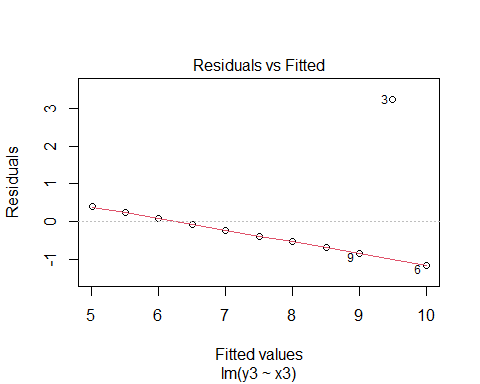 Residuals vs Fitted
Residuals
3
2
1
0
-1
3
9
6
5 6 7 8 9 10
Fitted values
lm(y3 ~ x3)